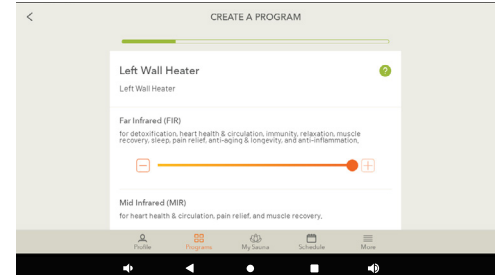 CREATE A PROGRAM
Left Wall Heater
?
Left Wall Heater
Far Infrared (FIR)
for detoxification, heart health & circulation, immunity, relaxation, muscle
recovery, sleep, pain relief, anti-aging & longevity, and anti-inflammation,
Mid Infrared (MIR)
for heart health & circulation, pain relief, and muscle recovery,
Profile Programs My Sauna Schedule More